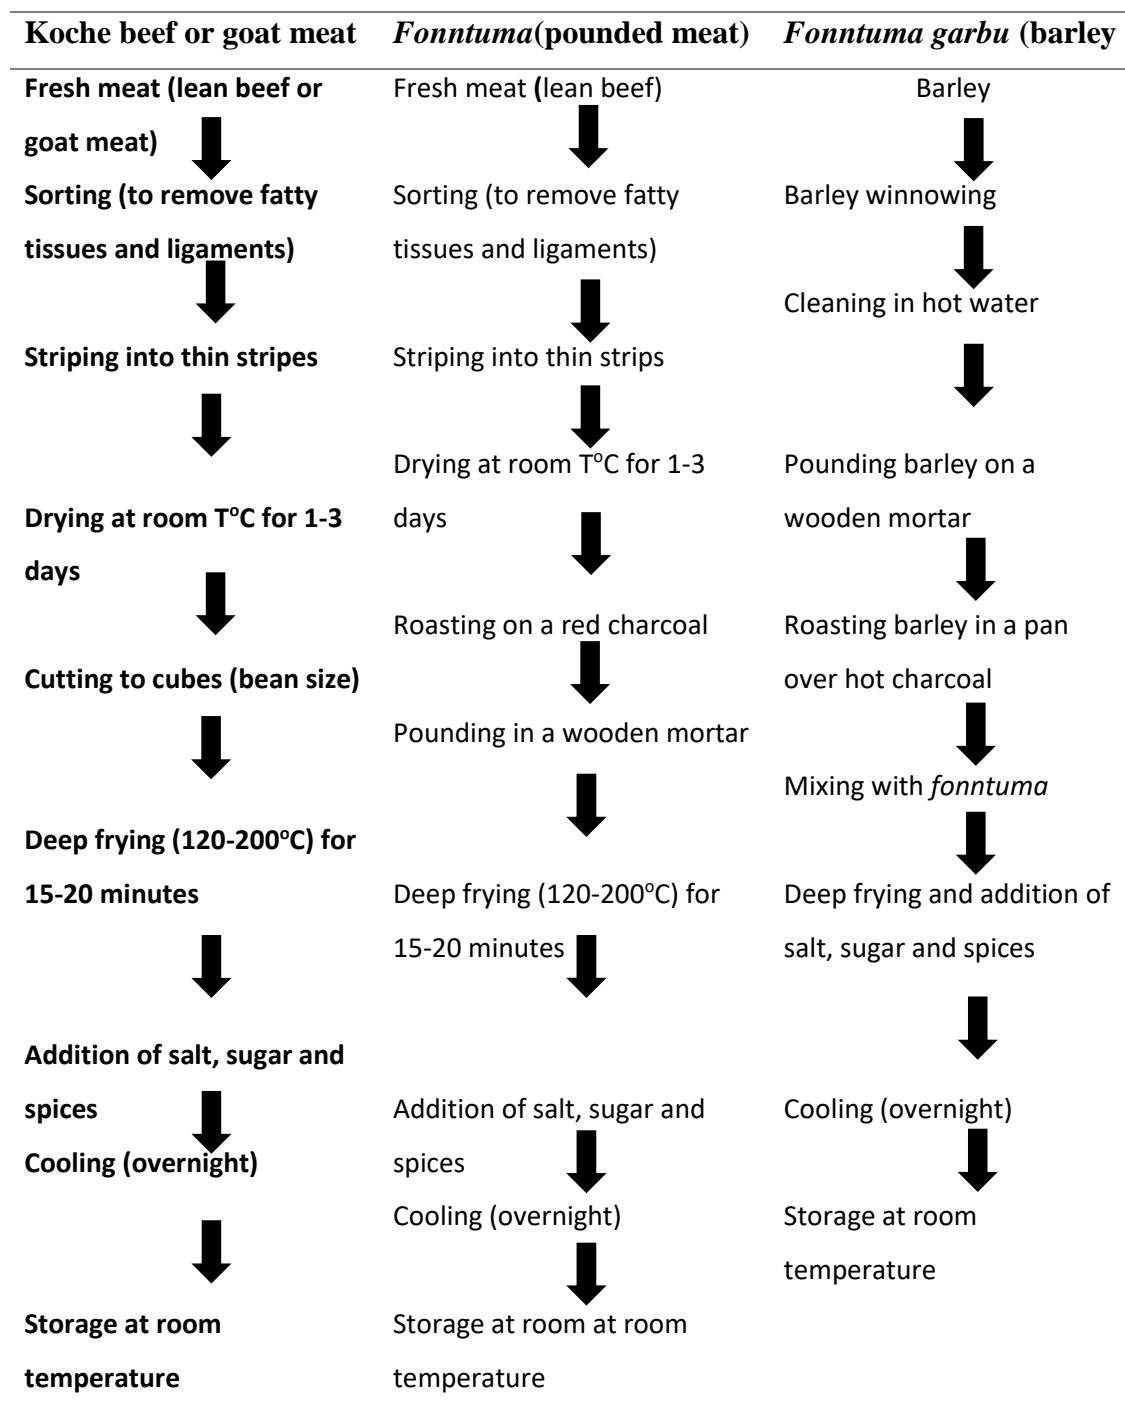 Koche beef or goat meat
Fresh meat (lean beef or
goat meat)
Sorting (to remove fatty
tissues and ligaments)
Striping into thin stripes
Drying at room TᵒC for 1-3
days
Cutting to cubes (bean size)
Deep frying (120-200ᵒC) for
15-20 minutes
Addition of salt, sugar and
spices
Cooling (overnight)
Storage at room
temperature
Fonntuma(pounded meat)
Fresh meat (lean beef)
Sorting (to remove fatty
tissues and ligaments)
Striping into thin strips
Drying at room TᵒC for 1-3
days
Roasting on a red charcoal
Pounding in a wooden mortar
Deep frying (120-200ᵒC) for
15-20 minutes
Addition of salt, sugar and
spices
Cooling (overnight)
Storage at room at room
temperature
Fonntuma garbu (barley
Barley
Barley winnowing
Cleaning in hot water
Pounding barley on a
wooden mortar
Roasting barley in a pan
over hot charcoal
Mixing with fonntuma
Deep frying and addition of
salt, sugar and spices
Cooling (overnight)
Storage at room
temperature